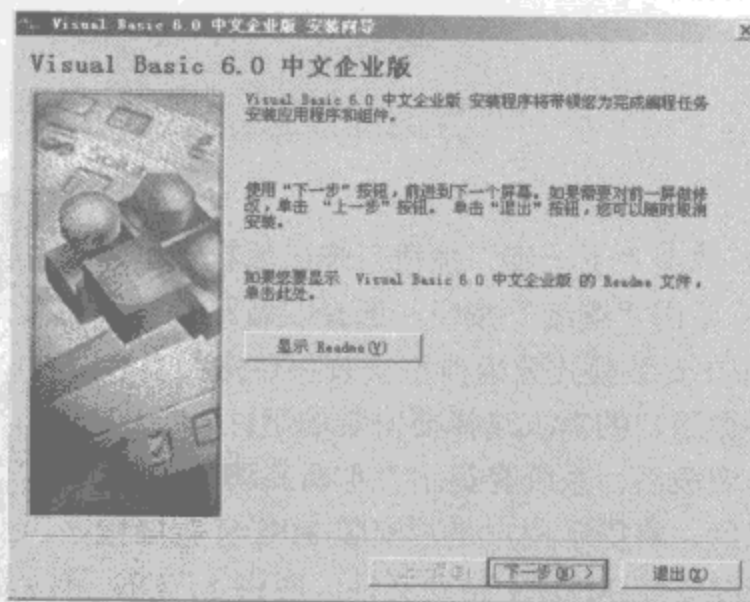 Visual Basic 6.0 中文企业版 安装向导
Visual Basic 6.0 中文企业版
Visual Basic 6.0 中文企业版 安装程序将带领您为完成编程任务
安装应用程序和组件。
使用“下一步”按钮，前进到下一个屏幕。如果需要对前一屏做修
改，单击 “上一步”按钮。 单击“退出”按钮，您可以随时取消
安装。
如果您要显示 Visual Basic 6.0 中文企业版 的 Readme 文件，
单击此处。
显示 Readme(V)
下一步(N) >
退出(X)